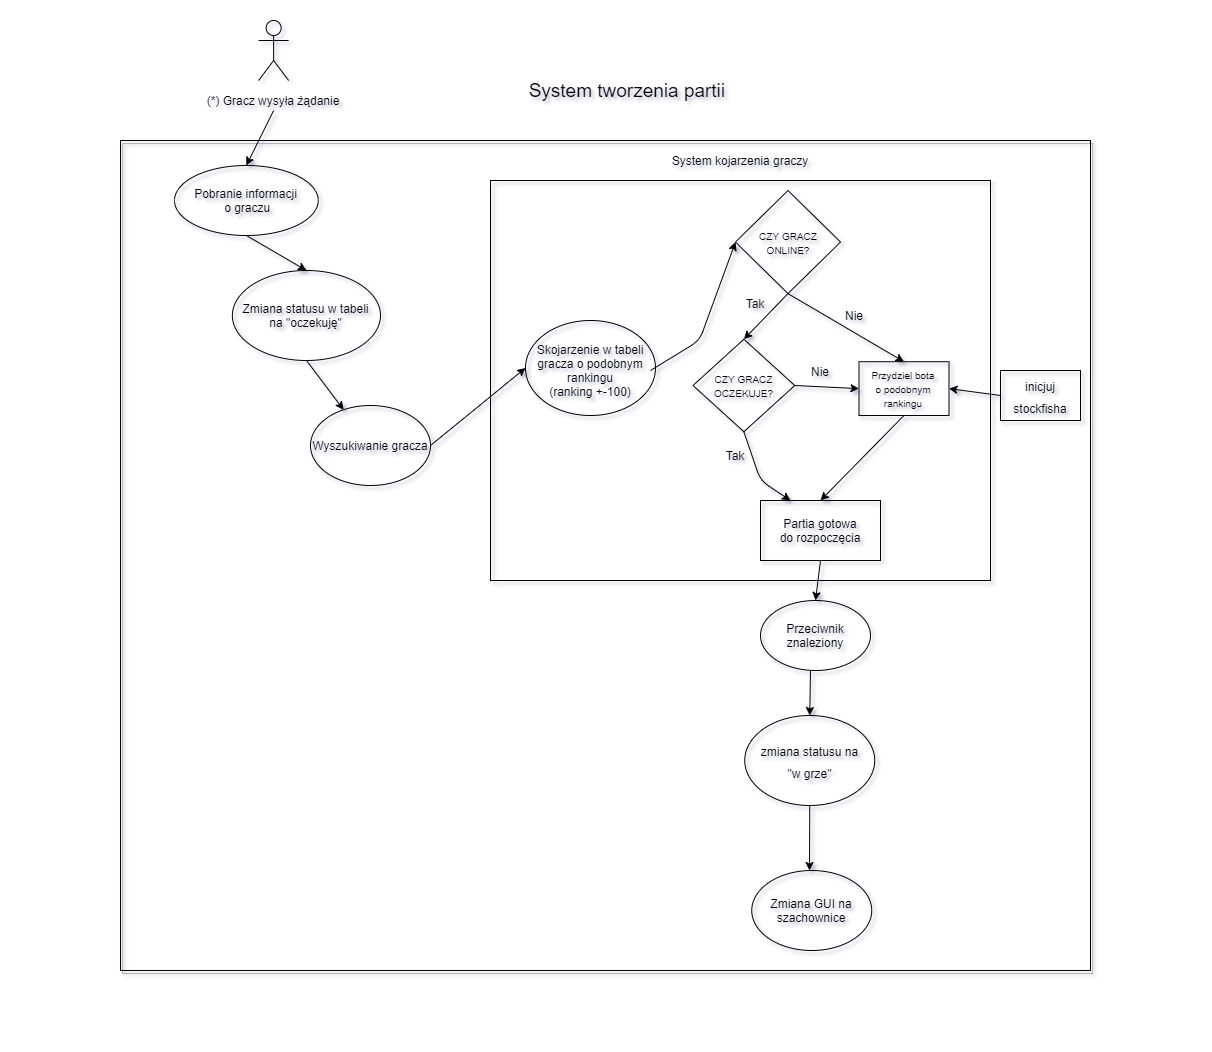 (*) Gracz wysyła żądanie
System tworzenia partii
System kojarzenia graczy
Pobranie informacji
o graczu
Zmiana statusu w tabeli
na "oczekuję"
Wyszukiwanie gracza
Skojarzenie w tabeli
gracza o podobnym
rankingu
(ranking +-100)
CZY GRACZ
ONLINE?
Tak
Nie
CZY GRACZ
OCZEKUJE?
Nie
Przydziel bota
o podobnym
rankingu
inicjuj
stockfisha
Tak
Partia gotowa
do rozpoczęcia
Przeciwnik
znaleziony
zmiana statusu na
"w grze"
Zmiana GUI na
szachownice